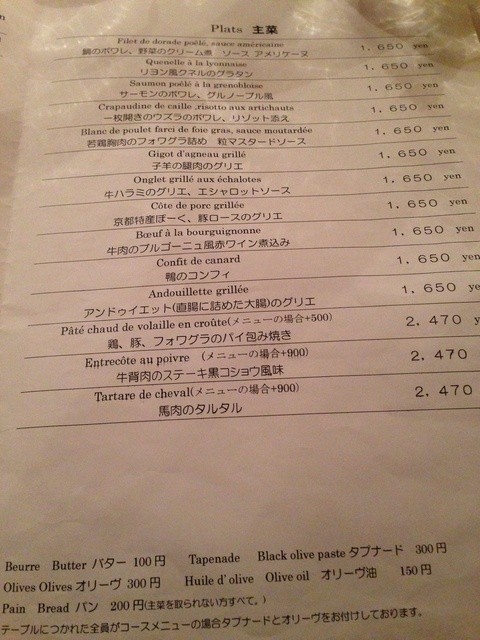 Plats 主菜
Filet de dorade poêlé, sauce américaine
鯛のポワレ、野菜のクリーム煮 ソース アメリケーヌ 1,650 yen
Quenelle à la lyonnaise
リヨン風クネルのグラタン 1,650 yen
Saumon poêlé à la grenobloise
サーモンのポワレ、グルノーブル風 1,650 yen
Crapaudine de caille ,risotto aux artichauts
一枚開きのウズラのポワレ、リゾット添え 1,650 yen
Blanc de poulet farci de foie gras, sauce moutardée
若鶏胸肉のフォワグラ詰め 粒マスタードソース 1,650 yen
Gigot d'agneau grillé
子羊の腿肉のグリエ 1,650 yen
Onglet grillé aux échalotes
牛ハラミのグリエ、エシャロットソース 1,650 yen
Côte de porc grillée
京都特産ぽーく、豚ロースのグリエ 1,650 yen
Bœuf à la bourguignonne
牛肉のブルゴーニュ風赤ワイン煮込み 1,650 yen
Confit de canard
鴨のコンフィ 1,650 yen
Andouillette grillée
アンドゥイエット(直腸に詰めた大腸)のグリエ 1,650 ye
Pâté chaud de volaille en croûte(メニューの場合+500)
鶏、豚、フォワグラのパイ包み焼き 2,470 y
Entrecôte au poivre (メニューの場合+900)
牛背肉のステーキ黒コショウ風味 2,470
Tartare de cheval(メニューの場合+900)
馬肉のタルタル 2,470
Beurre Butter バター 100円 Tapenade Black olive paste タプナード 300円
Olives Olives オリーヴ 300円 Huile d' olive Olive oil オリーヴ油 150円
Pain Bread パン 200円(主菜を取られない方すべて。)
テーブルにつかれた全員がコースメニューの場合タプナードとオリーヴをお付けしております。